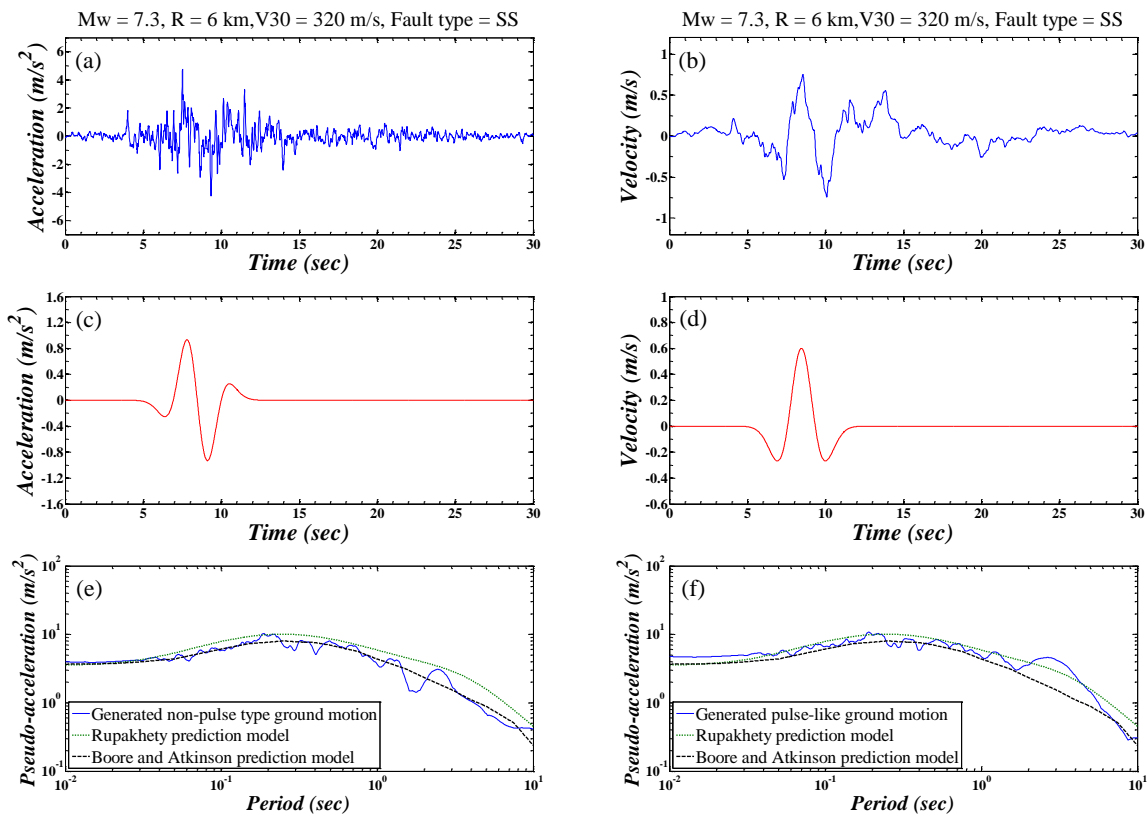 Mw = 7.3, R = 6 km,V30 = 320 m/s, Fault type = SS
Mw = 7.3, R = 6 km,V30 = 320 m/s, Fault type = SS
(a)
Acceleration (m/s²)
6
4
2
0
-2
-4
-6
0 5 10 15 20 25 30
Time (sec)
(b)
Velocity (m/s)
1
0.5
0
-0.5
-1
0 5 10 15 20 25 30
Time (sec)
(c)
Acceleration (m/s²)
1.6
1.2
0.8
0.4
0
-0.4
-0.8
-1.2
-1.6
0 5 10 15 20 25 30
Time (sec)
(d)
Velocity (m/s)
1
0.8
0.6
0.4
0.2
0
-0.2
-0.4
-0.6
0 5 10 15 20 25 30
Time (sec)
(e)
Pseudo-acceleration (m/s²)
10²
10¹
10⁰
10⁻¹
Generated non-pulse type ground motion
Rupakhety prediction model
Boore and Atkinson prediction model
10⁻² 10⁻¹ 10⁰ 10¹
Period (sec)
(f)
Pseudo-acceleration (m/s²)
10²
10¹
10⁰
10⁻¹
Generated pulse-like ground motion
Rupakhety prediction model
Boore and Atkinson prediction model
10⁻² 10⁻¹ 10⁰ 10¹
Period (sec)